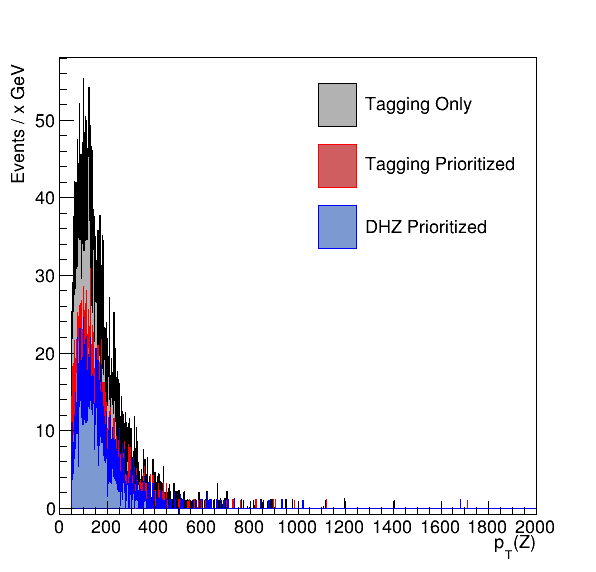 Events / x GeV
50
40
30
20
10
0
Tagging Only
Tagging Prioritized
DHZ Prioritized
0 200 400 600 800 1000 1200 1400 1600 1800 2000
p_T(Z)